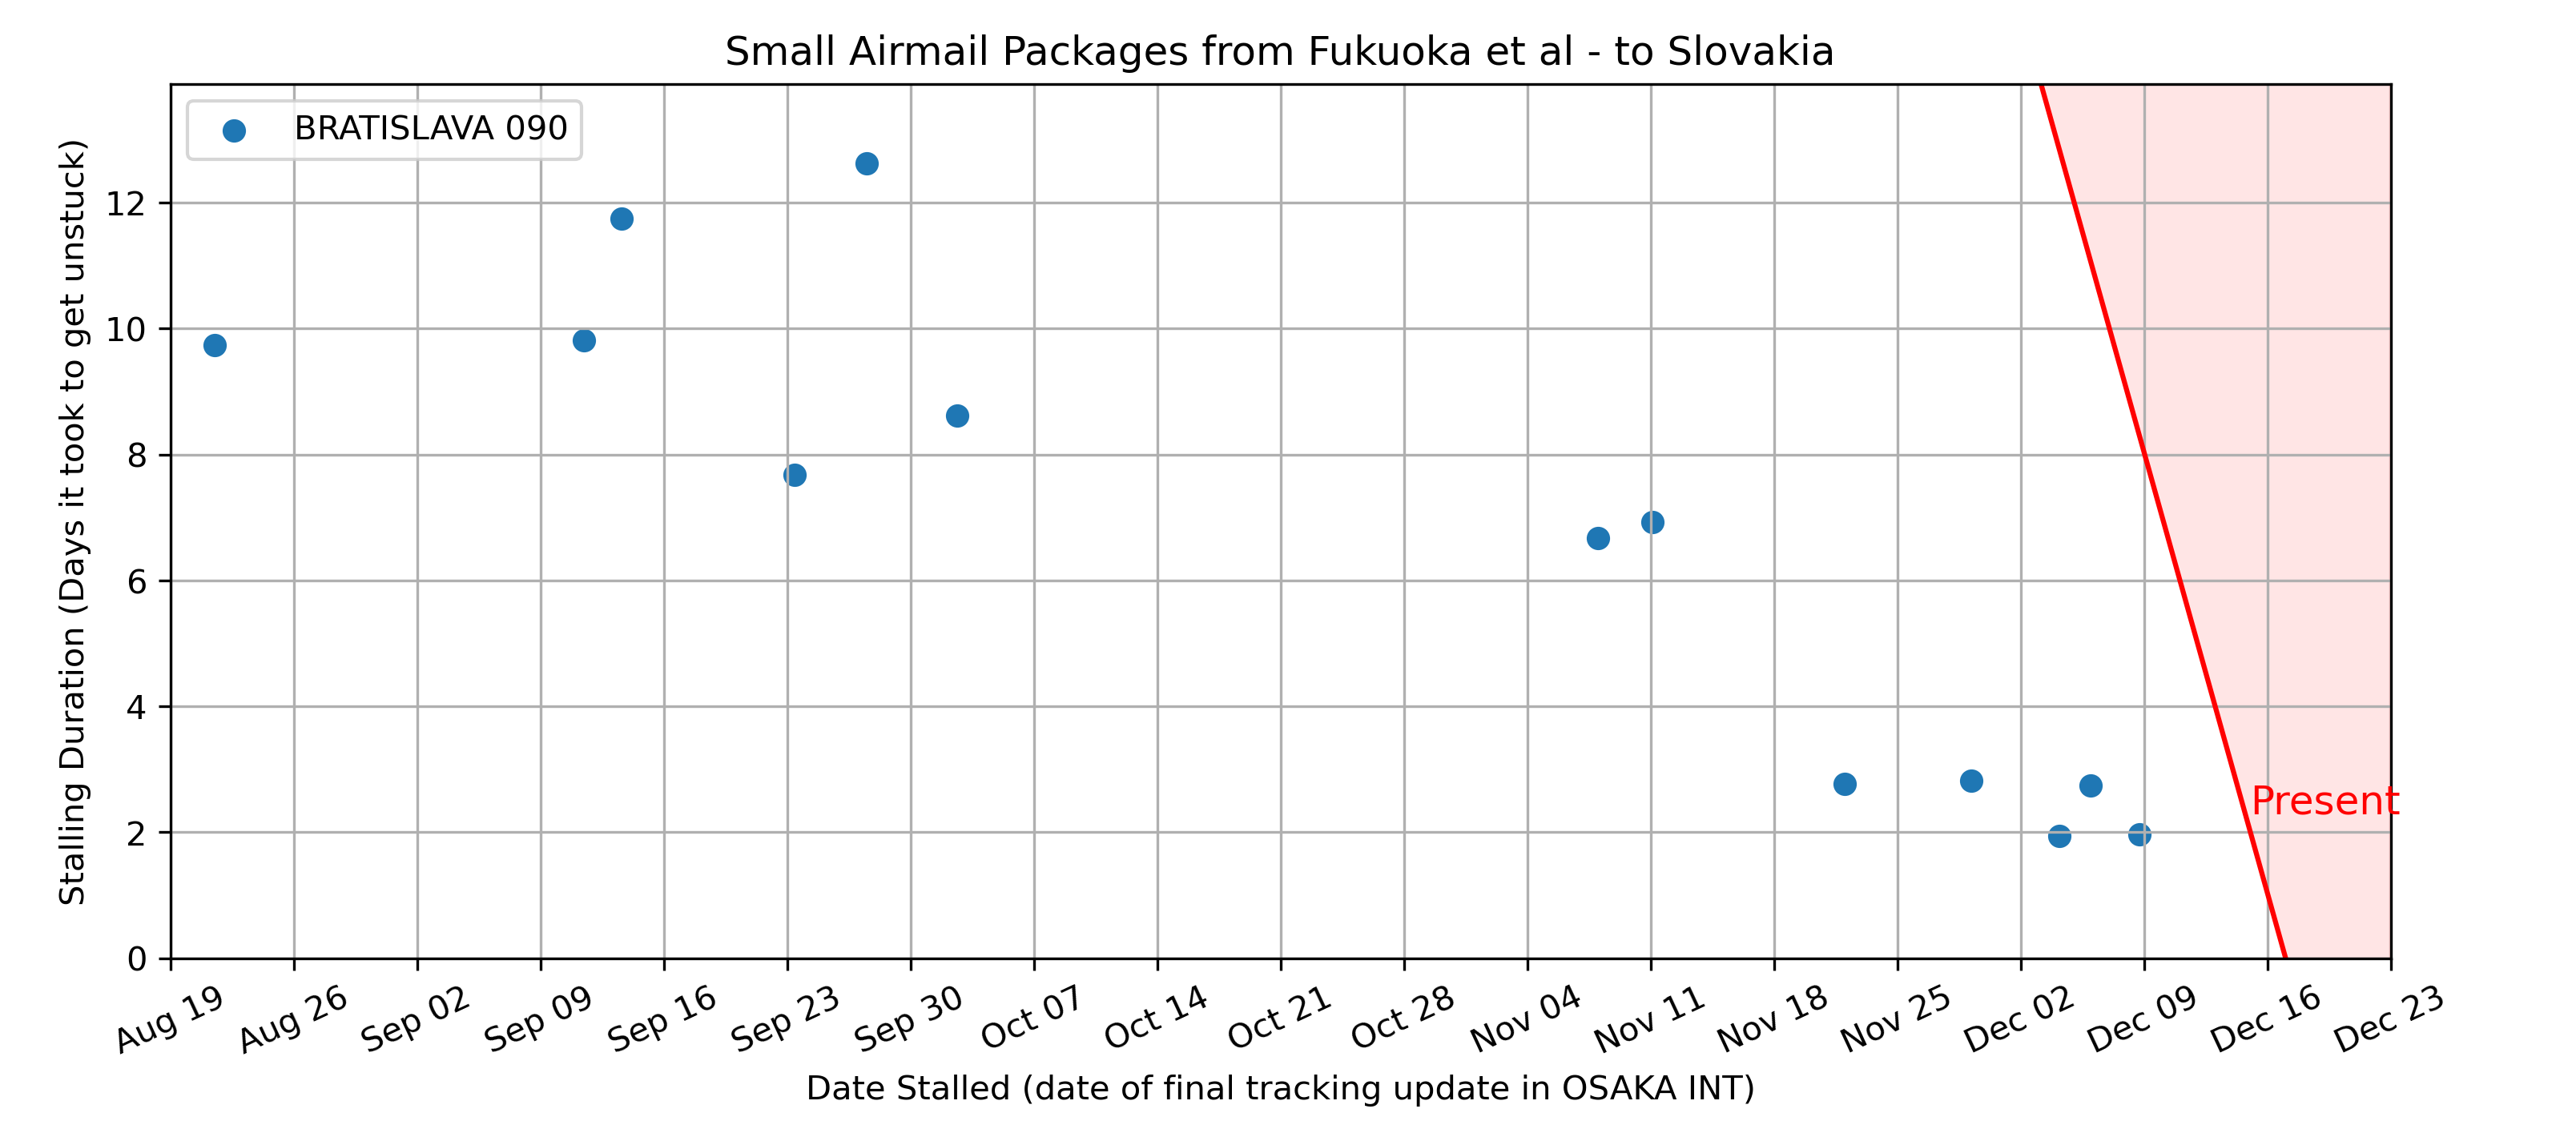 Small Airmail Packages from Fukuoka et al - to Slovakia
BRATISLAVA 090
Stalling Duration (Days it took to get unstuck)
12
10
8
6
4
2
0
Present
Aug 19
Aug 26
Sep 02
Sep 09
Sep 16
Sep 23
Sep 30
Oct 07
Oct 14
Oct 21
Oct 28
Nov 04
Nov 11
Nov 18
Nov 25
Dec 02
Dec 09
Dec 16
Dec 23
Date Stalled (date of final tracking update in OSAKA INT)